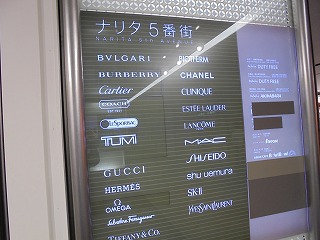 ナリタ5番街
NARITA 5TH AVENUE
BVLGARI
BURBERRY
Cartier
COACH
LeSportsac
TUMI
GUCCI
HERMES
OMEGA
Salvatore Ferragamo
TIFFANY & CO.
BIOTHERM
CHANEL
CLINIQUE
ESTĒE LAUDER
LANCÔME
MAC
SHISEIDO
shu uemura
SK-II
YVES SAINT LAURENT
DUTY FREE
DUTY FREE
AKIHABARA